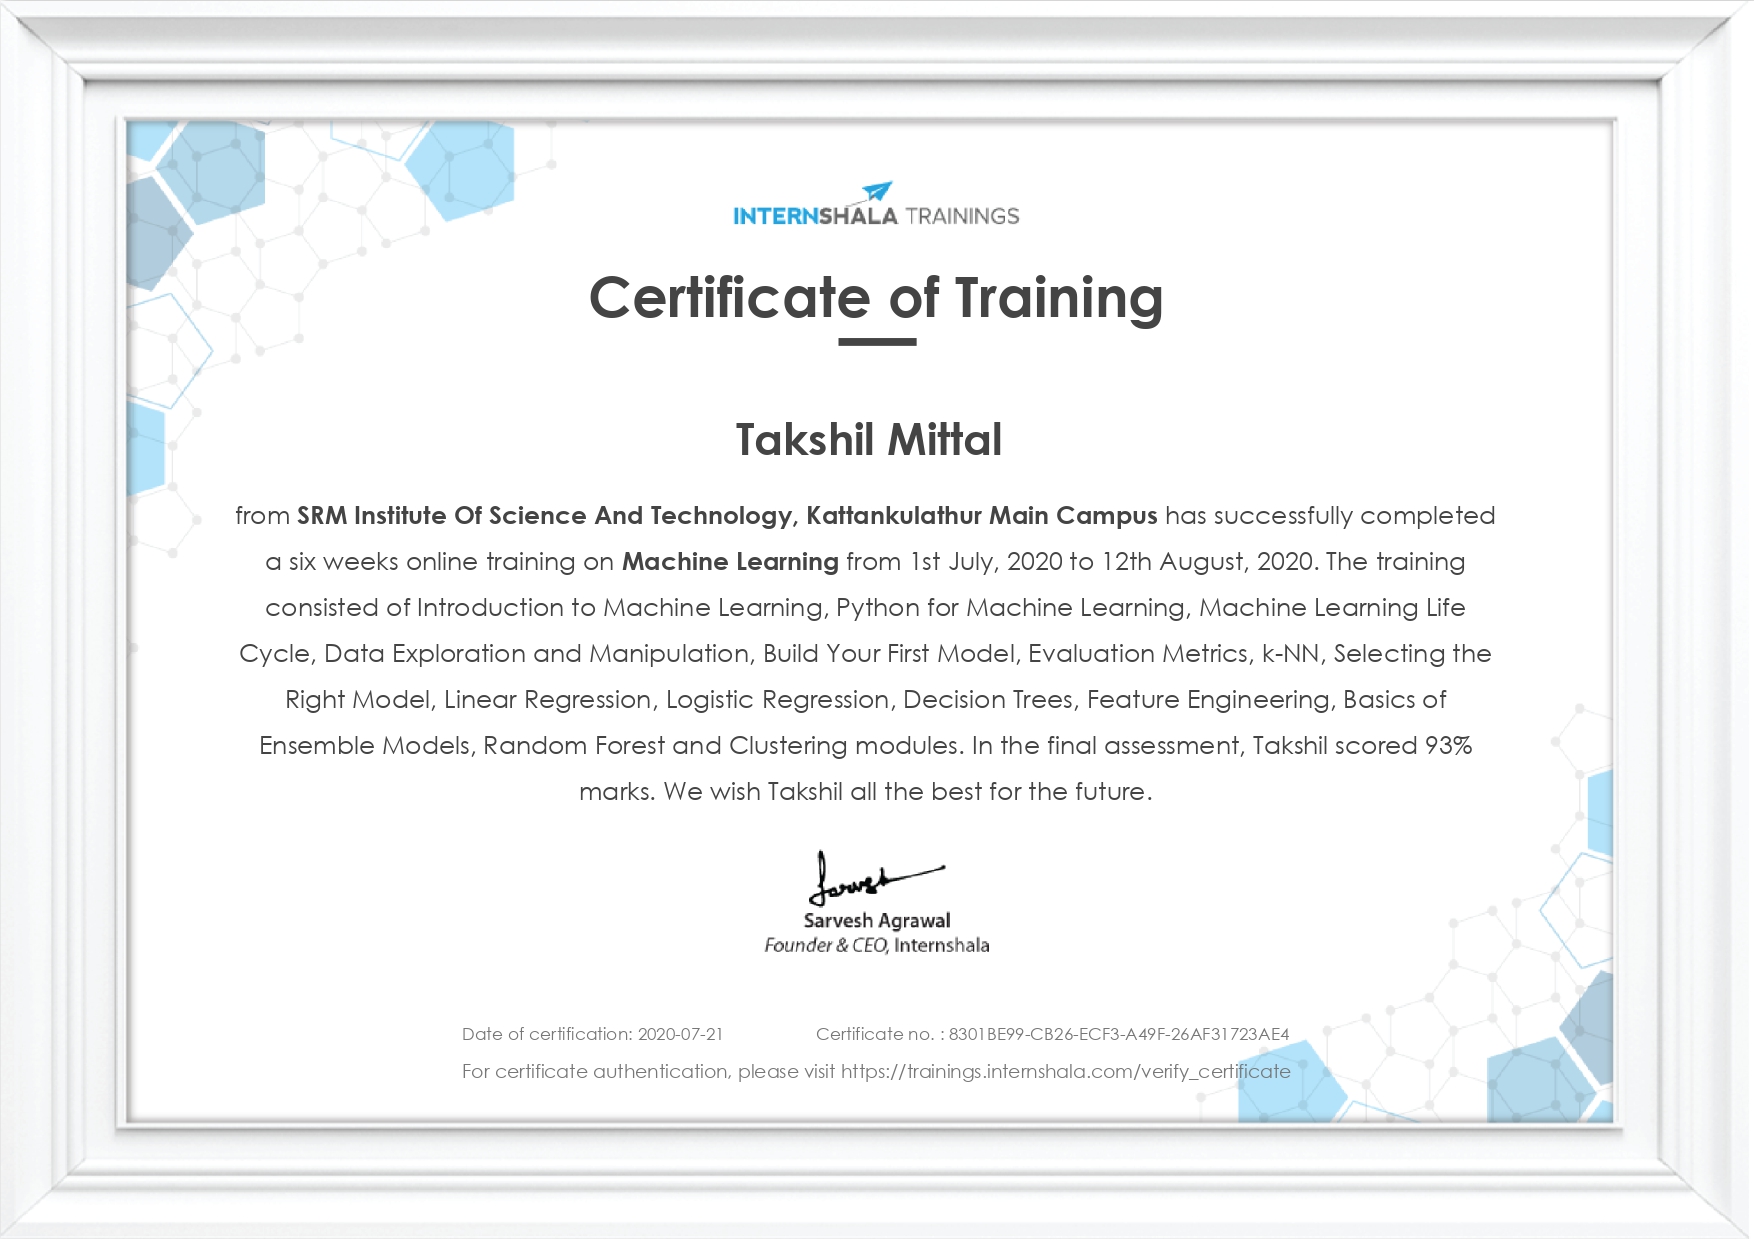 INTERNSHALA TRAININGS
Certificate of Training
Takshil Mittal
from SRM Institute Of Science And Technology, Kattankulathur Main Campus has successfully completed
a six weeks online training on Machine Learning from 1st July, 2020 to 12th August, 2020. The training
consisted of Introduction to Machine Learning, Python for Machine Learning, Machine Learning Life
Cycle, Data Exploration and Manipulation, Build Your First Model, Evaluation Metrics, k-NN, Selecting the
Right Model, Linear Regression, Logistic Regression, Decision Trees, Feature Engineering, Basics of
Ensemble Models, Random Forest and Clustering modules. In the final assessment, Takshil scored 93%
marks. We wish Takshil all the best for the future.
Sarvesh
Sarvesh Agrawal
Founder & CEO, Internshala
Date of certification: 2020-07-21 Certificate no. : 8301BE99-CB26-ECF3-A49F-26AF31723AE4
For certificate authentication, please visit https://trainings.internshala.com/verify_certificate